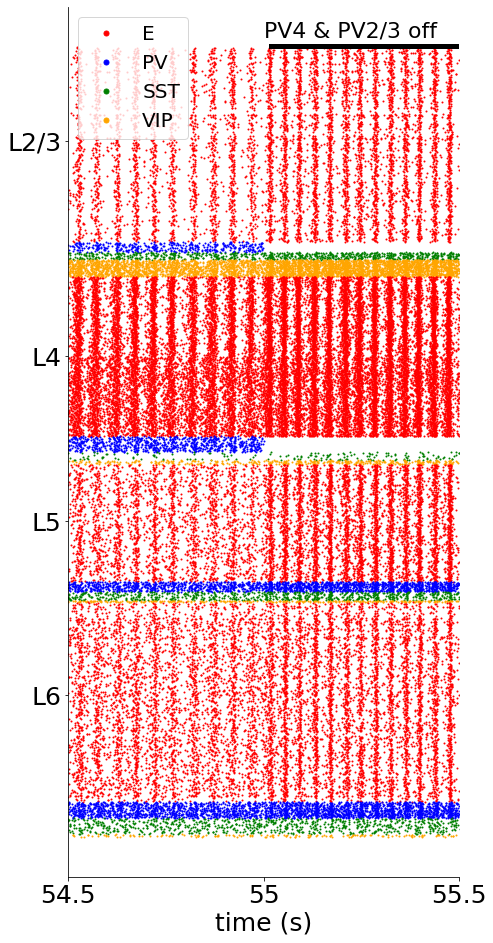 PV4 & PV2/3 off
E
PV
SST
VIP
L2/3
L4
L5
L6
54.5 55 55.5
time (s)